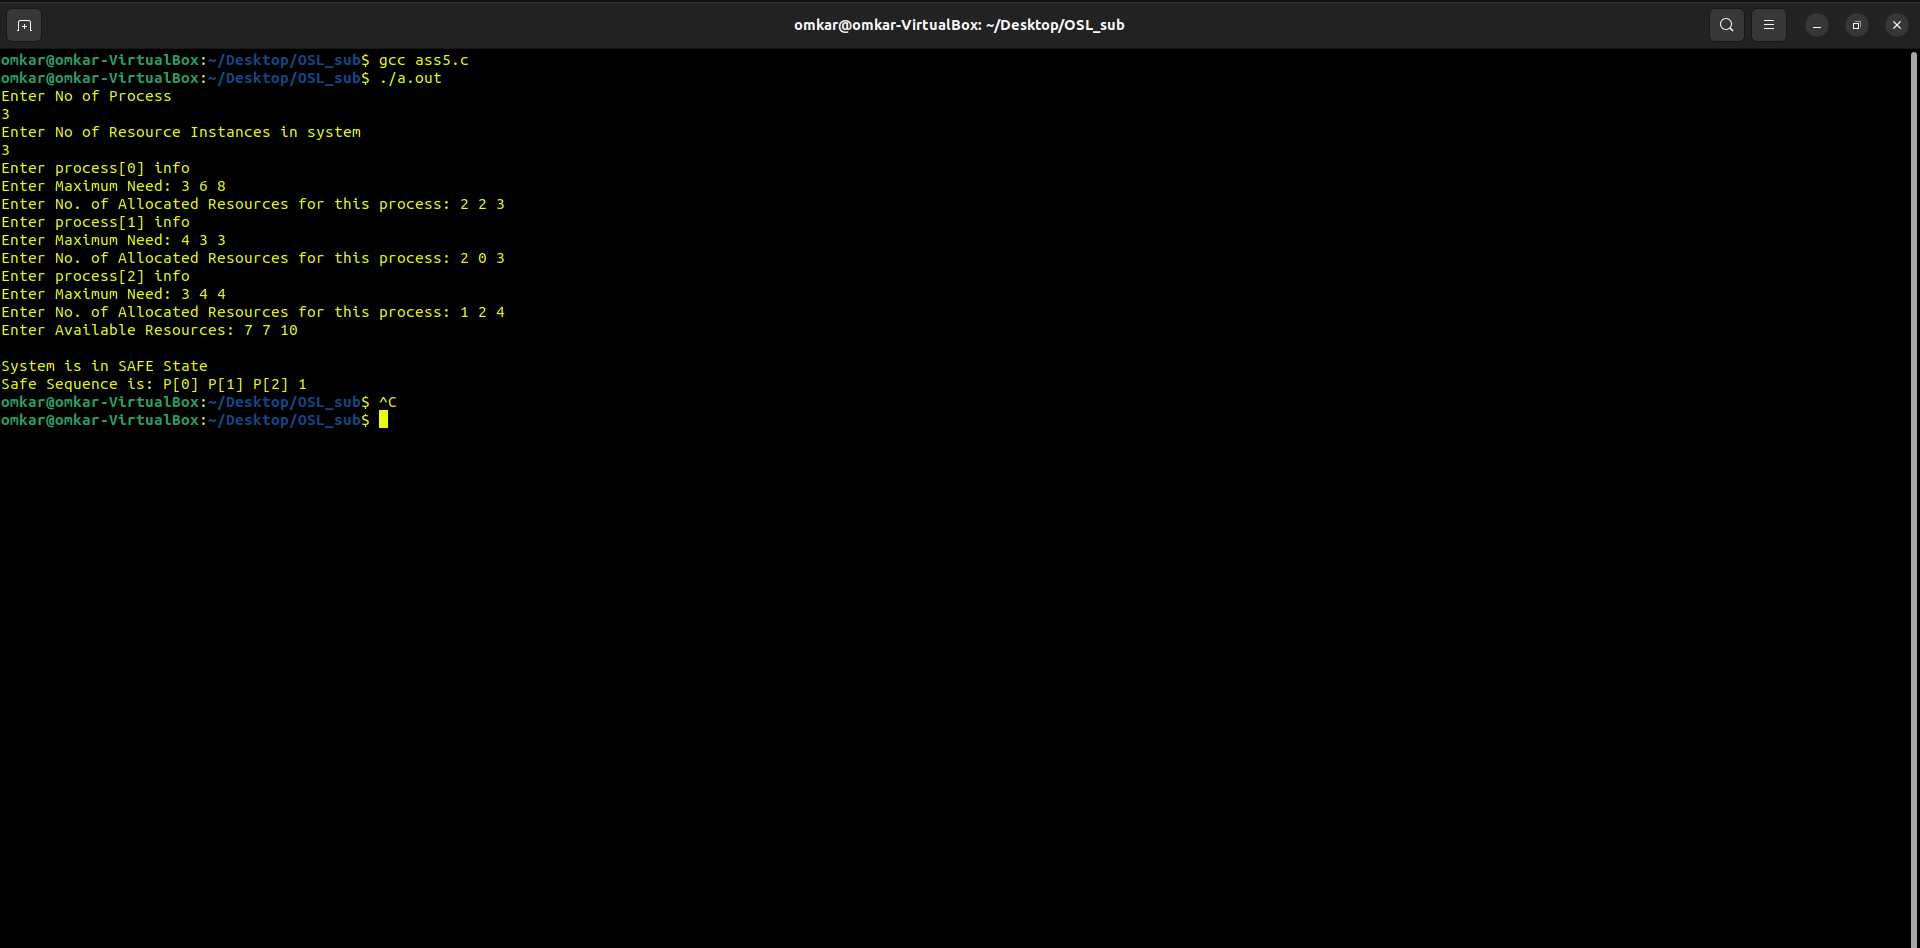 omkar@omkar-VirtualBox: ~/Desktop/OSL_sub
omkar@omkar-VirtualBox:~/Desktop/OSL_sub$ gcc ass5.c
omkar@omkar-VirtualBox:~/Desktop/OSL_sub$ ./a.out
Enter No of Process
3
Enter No of Resource Instances in system
3
Enter process[0] info
Enter Maximum Need: 3 6 8
Enter No. of Allocated Resources for this process: 2 2 3
Enter process[1] info
Enter Maximum Need: 4 3 3
Enter No. of Allocated Resources for this process: 2 0 3
Enter process[2] info
Enter Maximum Need: 3 4 4
Enter No. of Allocated Resources for this process: 1 2 4
Enter Available Resources: 7 7 10
System is in SAFE State
Safe Sequence is: P[0] P[1] P[2] 1
omkar@omkar-VirtualBox:~/Desktop/OSL_sub$ ^C
omkar@omkar-VirtualBox:~/Desktop/OSL_sub$